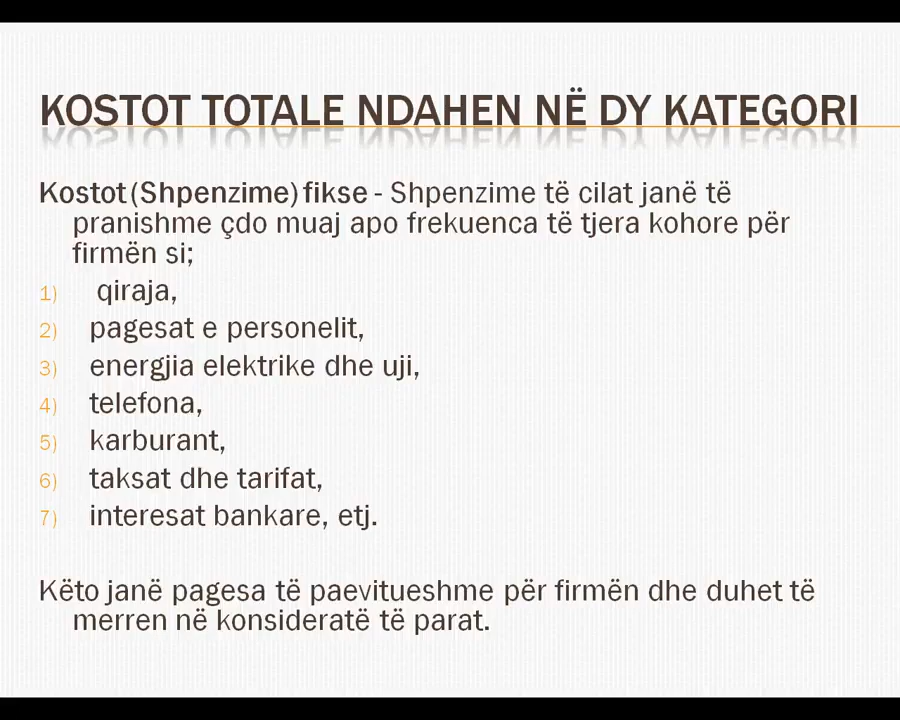 KOSTOT TOTALE NDAHEN NË DY KATEGORI
Kostot (Shpenzime) fikse - Shpenzime të cilat janë të
pranishme çdo muaj apo frekuenca të tjera kohore për
firmën si;
1) qiraja,
2) pagesat e personelit,
3) energjia elektrike dhe uji,
4) telefona,
5) karburant,
6) taksat dhe tarifat,
7) interesat bankare, etj.
Këto janë pagesa të paevitueshme për firmën dhe duhet të
merren në konsideratë të parat.